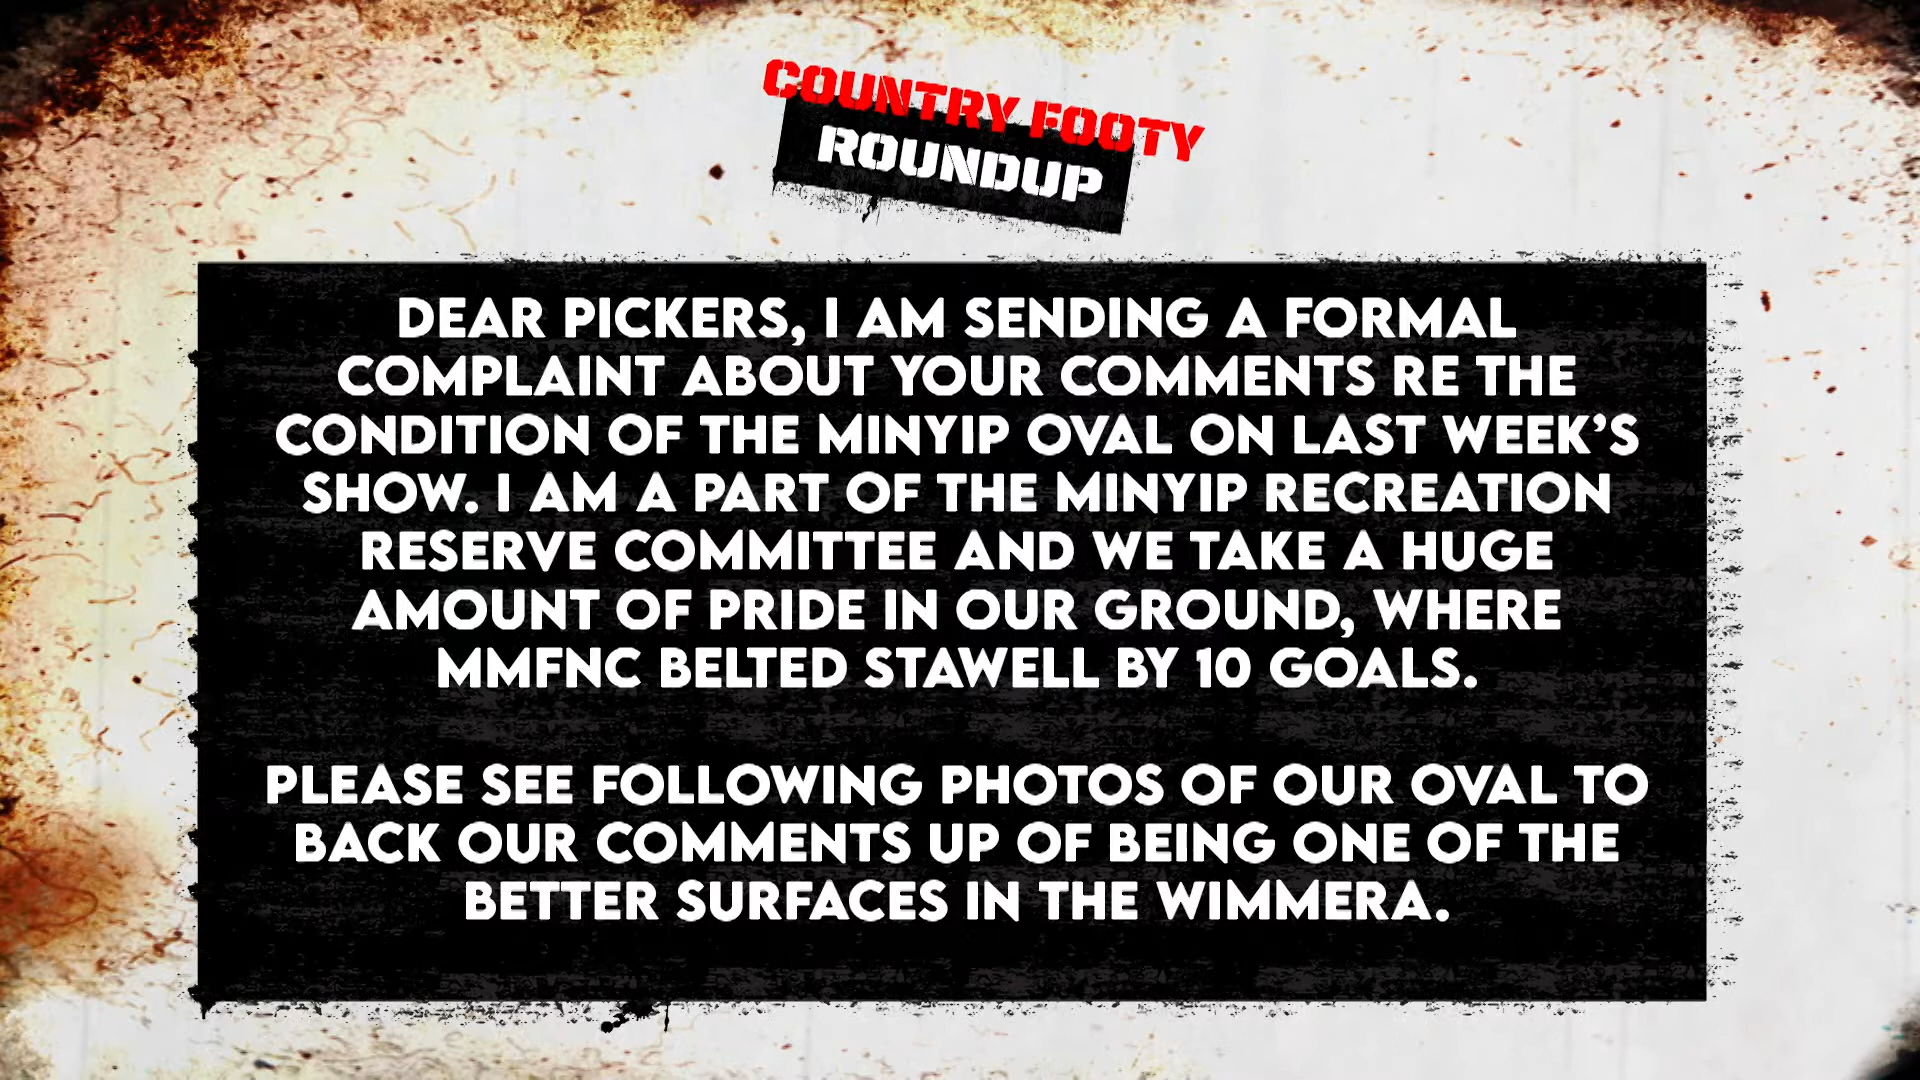 COUNTRY FOOTY
ROUNDUP
DEAR PICKERS, I AM SENDING A FORMAL
COMPLAINT ABOUT YOUR COMMENTS RE THE
CONDITION OF THE MINYIP OVAL ON LAST WEEK’S
SHOW. I AM A PART OF THE MINYIP RECREATION
RESERVE COMMITTEE AND WE TAKE A HUGE
AMOUNT OF PRIDE IN OUR GROUND, WHERE
MMFNC BELTED STAWELL BY 10 GOALS.
PLEASE SEE FOLLOWING PHOTOS OF OUR OVAL TO
BACK OUR COMMENTS UP OF BEING ONE OF THE
BETTER SURFACES IN THE WIMMERA.